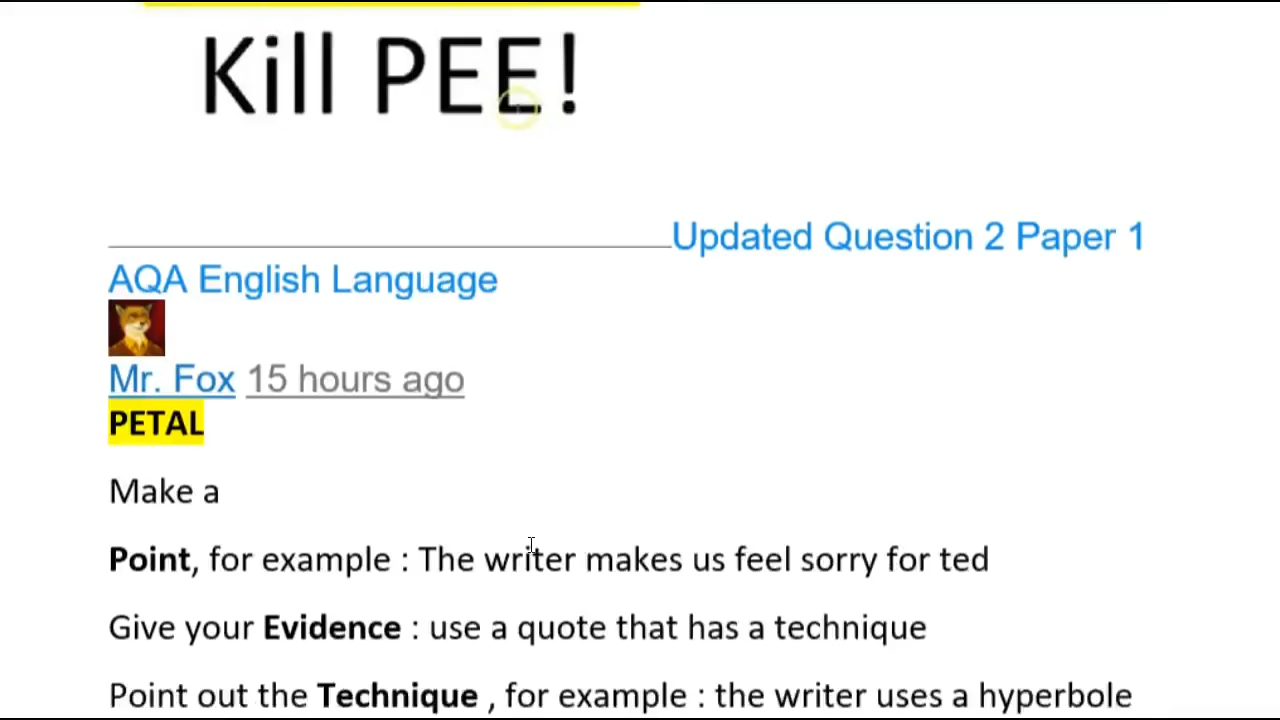 Kill PEE!
Updated Question 2 Paper 1
AQA English Language
Mr. Fox 15 hours ago
PETAL
Make a
Point, for example : The writer makes us feel sorry for ted
Give your Evidence : use a quote that has a technique
Point out the Technique , for example : the writer uses a hyperbole